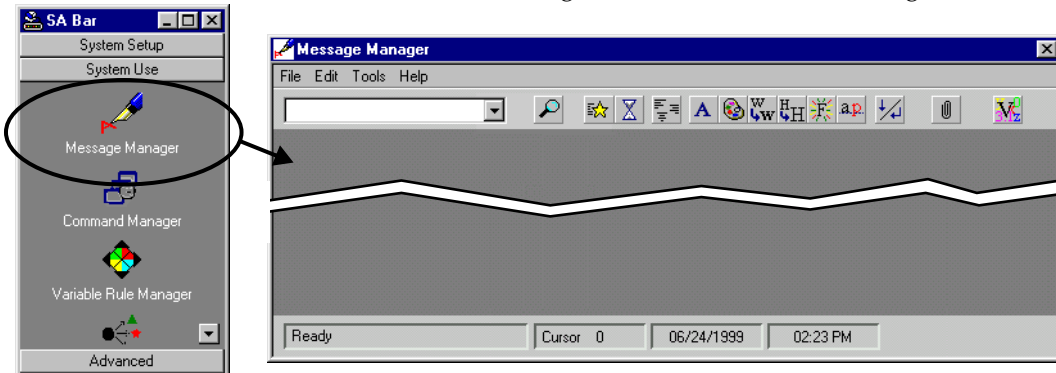 SA Bar
System Setup
System Use
Message Manager
Command Manager
Variable Rule Manager
Advanced
Message Manager
File Edit Tools Help
A W W H H F a.p.
Ready
Cursor 0
06/24/1999
02:23 PM